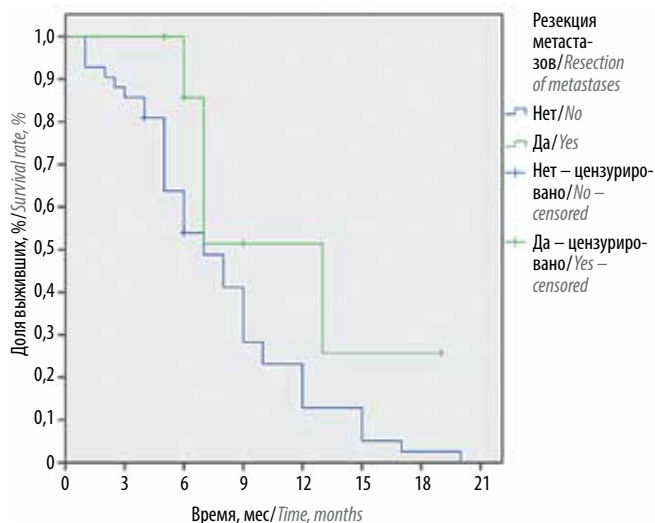 Доля выживших, %/Survival rate, %
1,0
0,9
0,8
0,7
0,6
0,5
0,4
0,3
0,2
0,1
0
0 3 6 9 12 15 18 21
Время, мес/Time, months
Резекция
метаста-
зов/Resection
of metastases
Нет/No
Да/Yes
Нет – цензуриро-
вано/No –
censored
Да – цензуриро-
вано/Yes –
censored